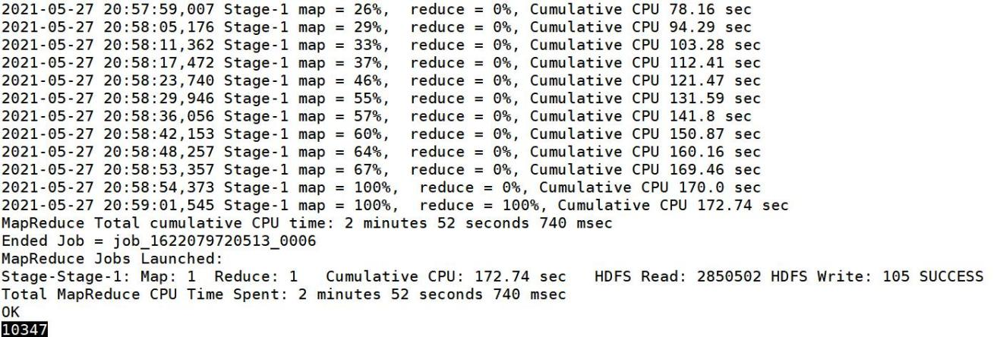 2021-05-27 20:57:59,007 Stage-1 map = 26%,  reduce = 0%, Cumulative CPU 78.16 sec
2021-05-27 20:58:05,176 Stage-1 map = 29%,  reduce = 0%, Cumulative CPU 94.29 sec
2021-05-27 20:58:11,362 Stage-1 map = 33%,  reduce = 0%, Cumulative CPU 103.28 sec
2021-05-27 20:58:17,472 Stage-1 map = 37%,  reduce = 0%, Cumulative CPU 112.41 sec
2021-05-27 20:58:23,740 Stage-1 map = 46%,  reduce = 0%, Cumulative CPU 121.47 sec
2021-05-27 20:58:29,946 Stage-1 map = 55%,  reduce = 0%, Cumulative CPU 131.59 sec
2021-05-27 20:58:36,056 Stage-1 map = 57%,  reduce = 0%, Cumulative CPU 141.8 sec
2021-05-27 20:58:42,153 Stage-1 map = 60%,  reduce = 0%, Cumulative CPU 150.87 sec
2021-05-27 20:58:48,257 Stage-1 map = 64%,  reduce = 0%, Cumulative CPU 160.16 sec
2021-05-27 20:58:53,357 Stage-1 map = 67%,  reduce = 0%, Cumulative CPU 169.46 sec
2021-05-27 20:58:54,373 Stage-1 map = 100%,  reduce = 0%, Cumulative CPU 170.0 sec
2021-05-27 20:59:01,545 Stage-1 map = 100%,  reduce = 100%, Cumulative CPU 172.74 sec
MapReduce Total cumulative CPU time: 2 minutes 52 seconds 740 msec
Ended Job = job_1622079720513_0006
MapReduce Jobs Launched:
Stage-Stage-1: Map: 1  Reduce: 1   Cumulative CPU: 172.74 sec   HDFS Read: 2850502 HDFS Write: 105 SUCCESS
Total MapReduce CPU Time Spent: 2 minutes 52 seconds 740 msec
OK
10347